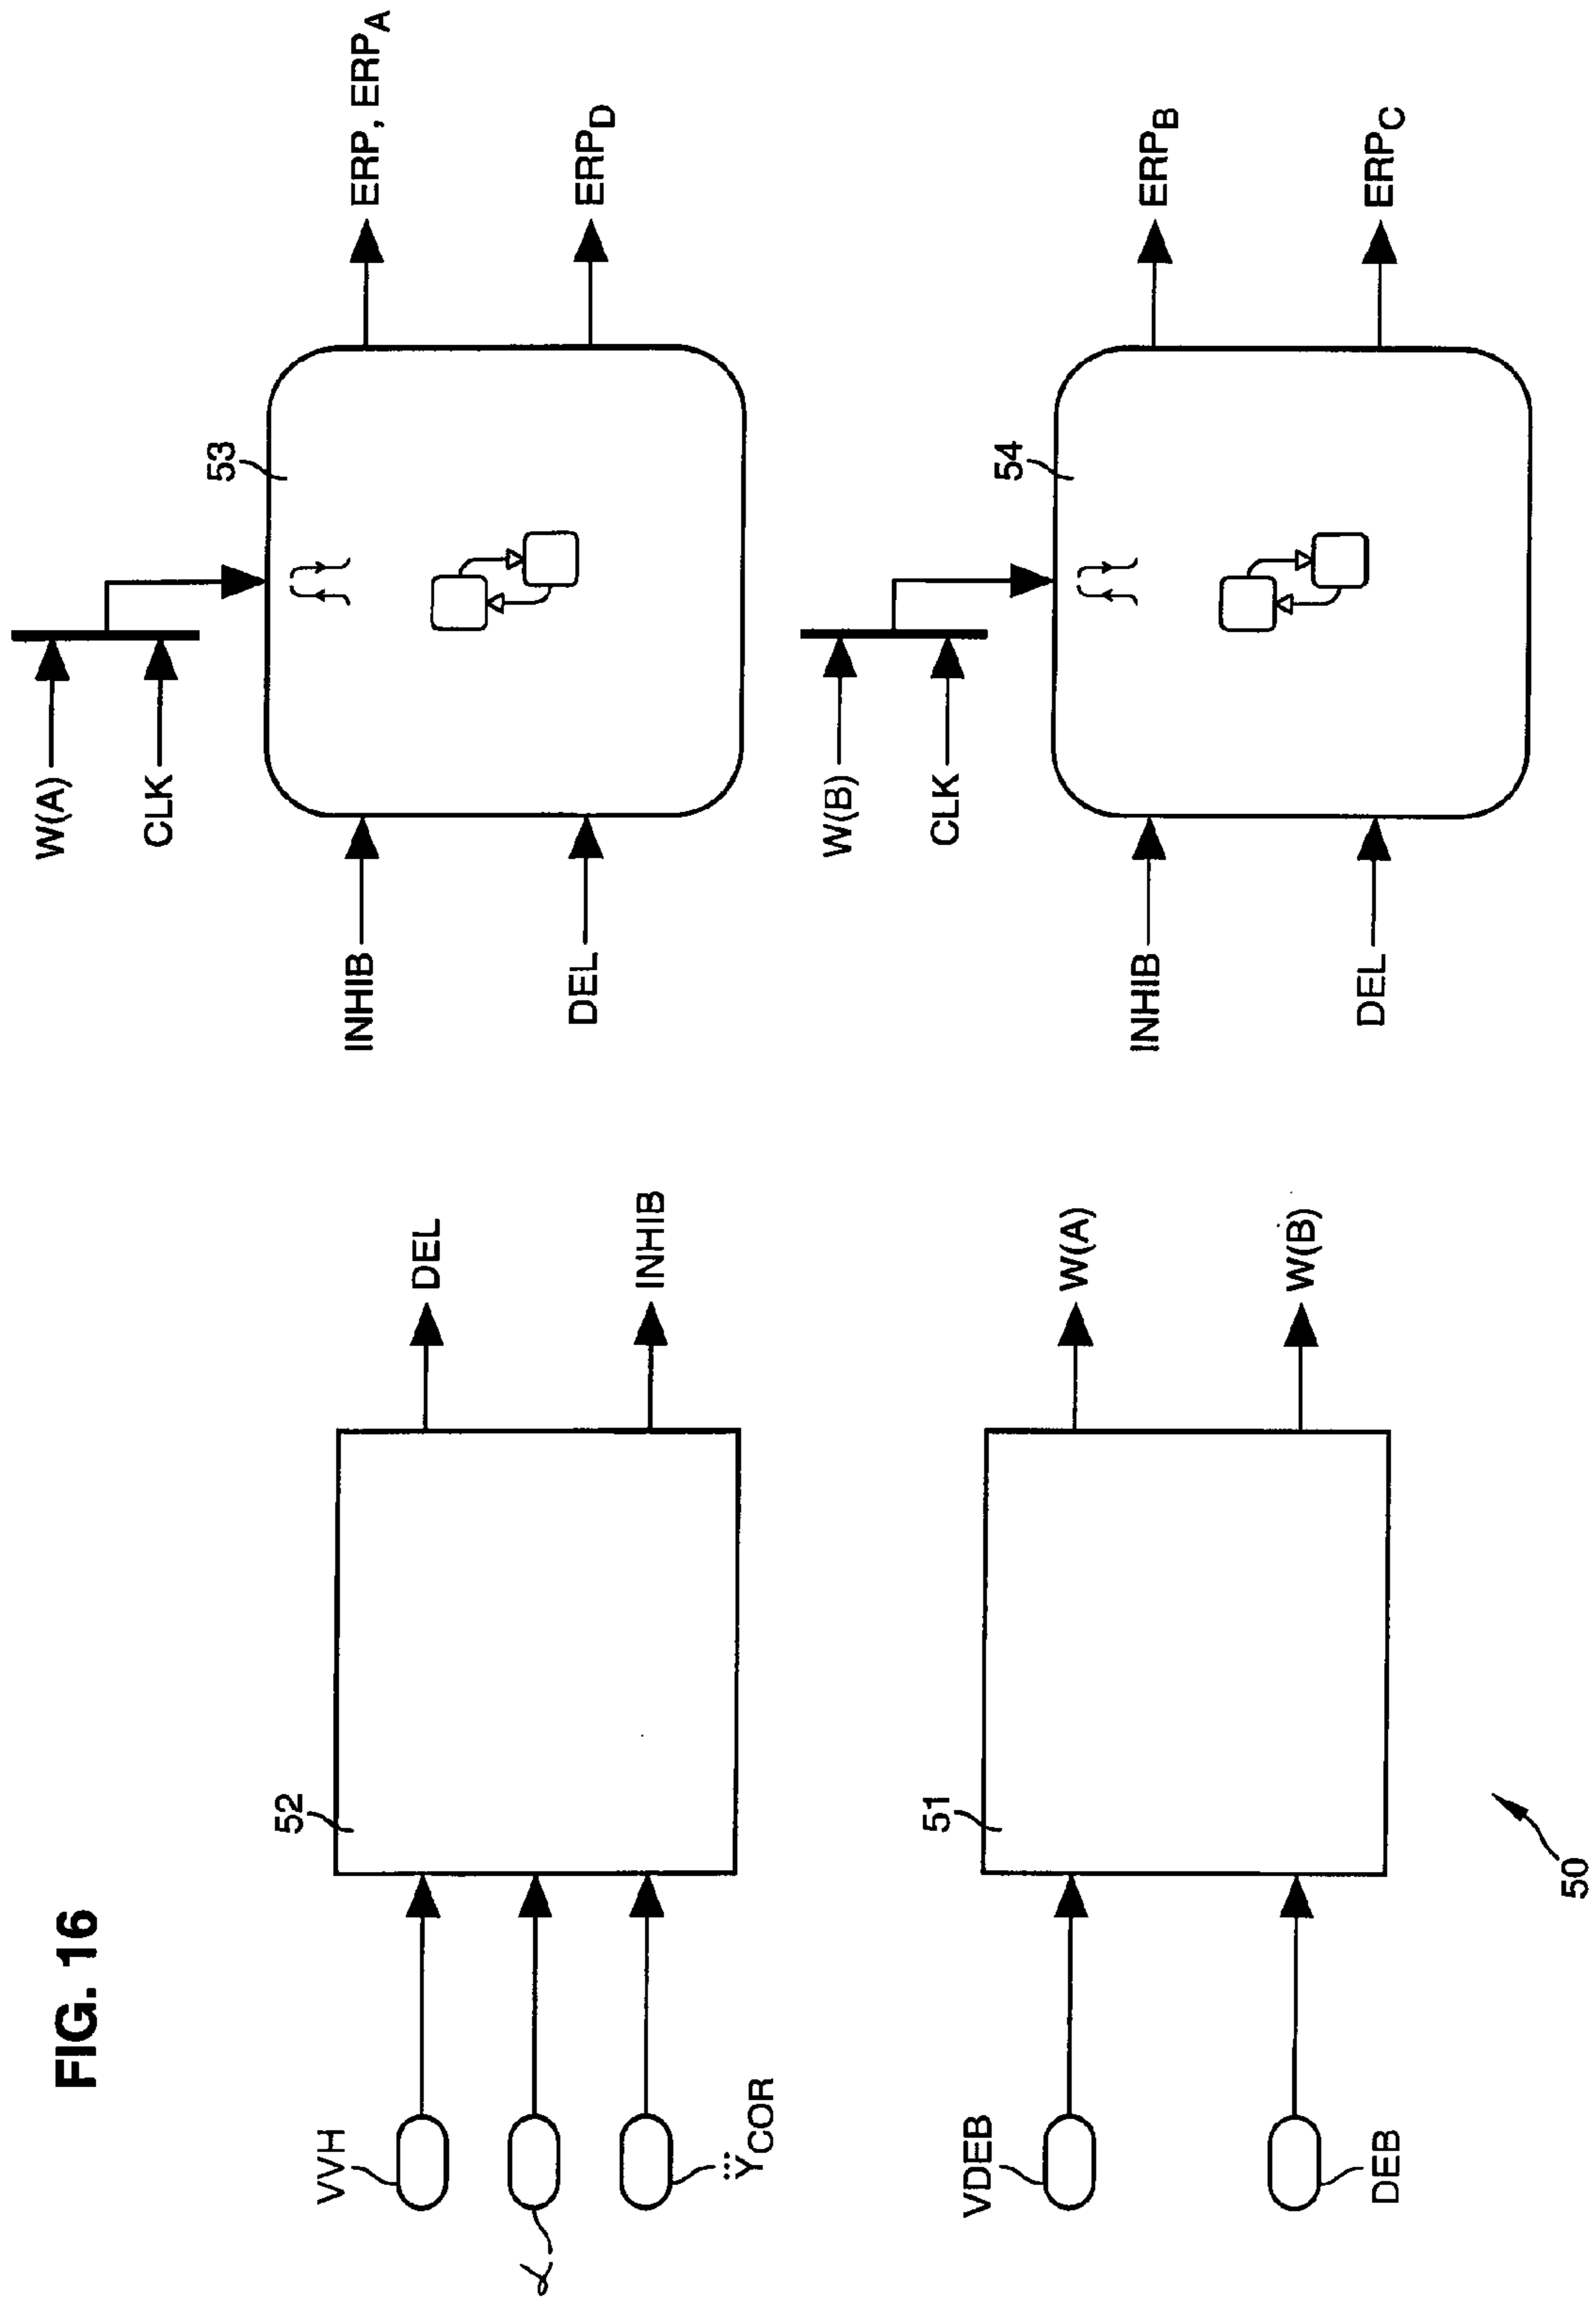 FIG. 16
VVH
α
Y⃛COR
52
DEL
INHIB
VDEB
DEB
51
W(A)
W(B)
50
W(A)
CLK
53
INHIB
DEL
ERP, ERPA
ERPD
W(B)
CLK
54
INHIB
DEL
ERPB
ERPC